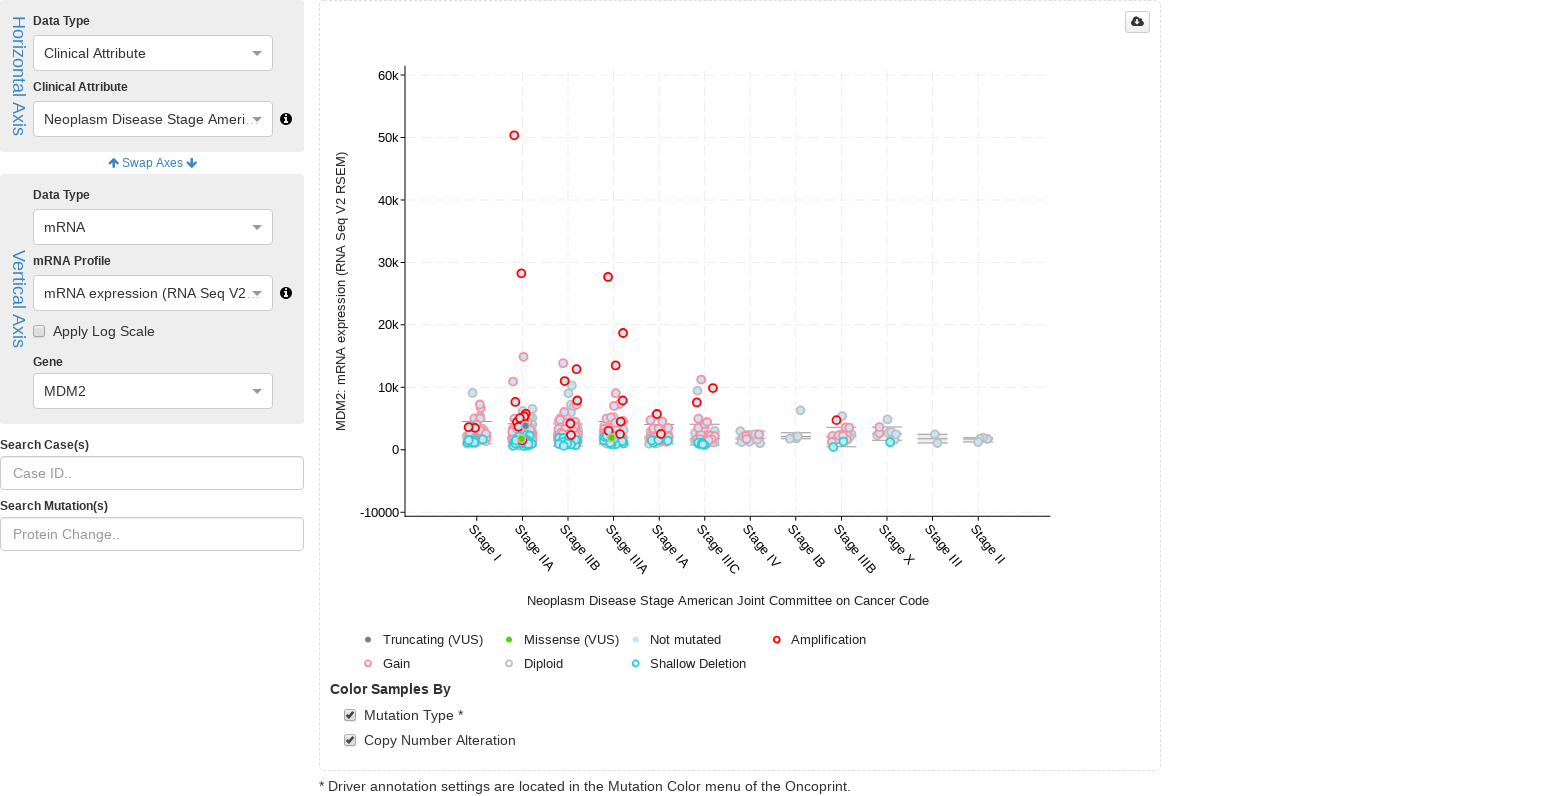 Horizontal Axis
Data Type
Clinical Attribute
Clinical Attribute
Neoplasm Disease Stage Ameri...
Swap Axes
Vertical Axis
Data Type
mRNA
mRNA Profile
mRNA expression (RNA Seq V2...
Apply Log Scale
Gene
MDM2
Search Case(s)
Case ID..
Search Mutation(s)
Protein Change..
MDM2: mRNA expression (RNA Seq V2 RSEM)
60k
50k
40k
30k
20k
10k
0
-10000
Stage I
Stage IIA
Stage IIB
Stage IIIA
Stage IA
Stage IIIC
Stage IV
Stage IB
Stage IIIB
Stage X
Stage III
Stage II
Neoplasm Disease Stage American Joint Committee on Cancer Code
Truncating (VUS) Missense (VUS) Not mutated Amplification
Gain Diploid Shallow Deletion
Color Samples By
Mutation Type *
Copy Number Alteration
* Driver annotation settings are located in the Mutation Color menu of the Oncoprint.